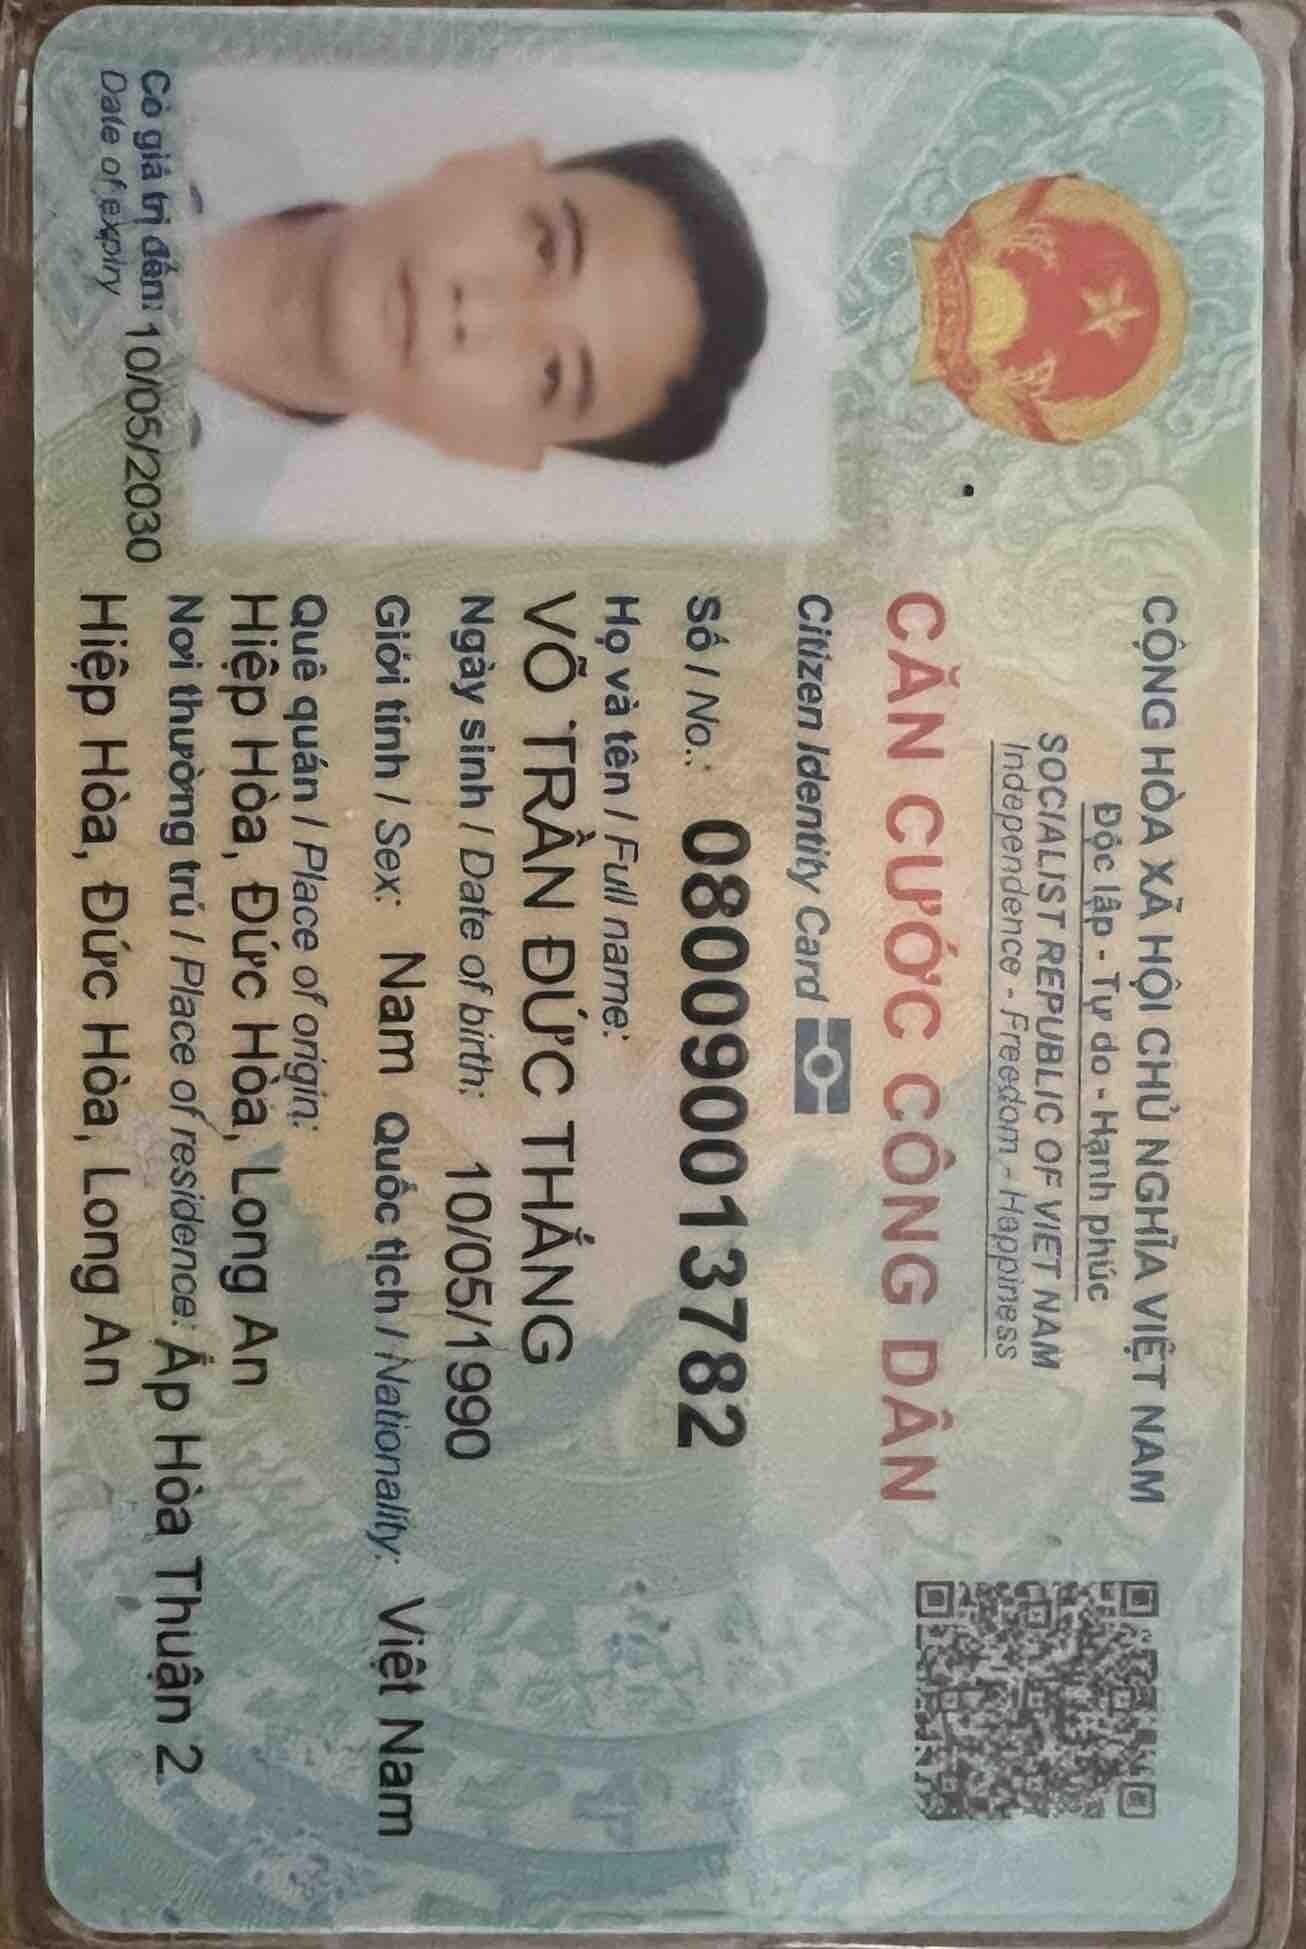 CỘNG HÒA XÃ HỘI CHỦ NGHĨA VIỆT NAM
Độc lập - Tự do - Hạnh phúc
SOCIALIST REPUBLIC OF VIET NAM
Independence - Freedom - Happiness
CĂN CƯỚC CÔNG DÂN
Citizen Identity Card
Số / No.: 080090013782
Họ và tên / Full name:
VÕ TRẦN ĐỨC THẮNG
Ngày sinh / Date of birth: 10/05/1990
Giới tính / Sex: Nam Quốc tịch / Nationality: Việt Nam
Quê quán / Place of origin:
Hiệp Hòa, Đức Hòa, Long An
Nơi thường trú / Place of residence: Ấp Hòa Thuận 2
Hiệp Hòa, Đức Hòa, Long An
Có giá trị đến: 10/05/2030
Date of expiry